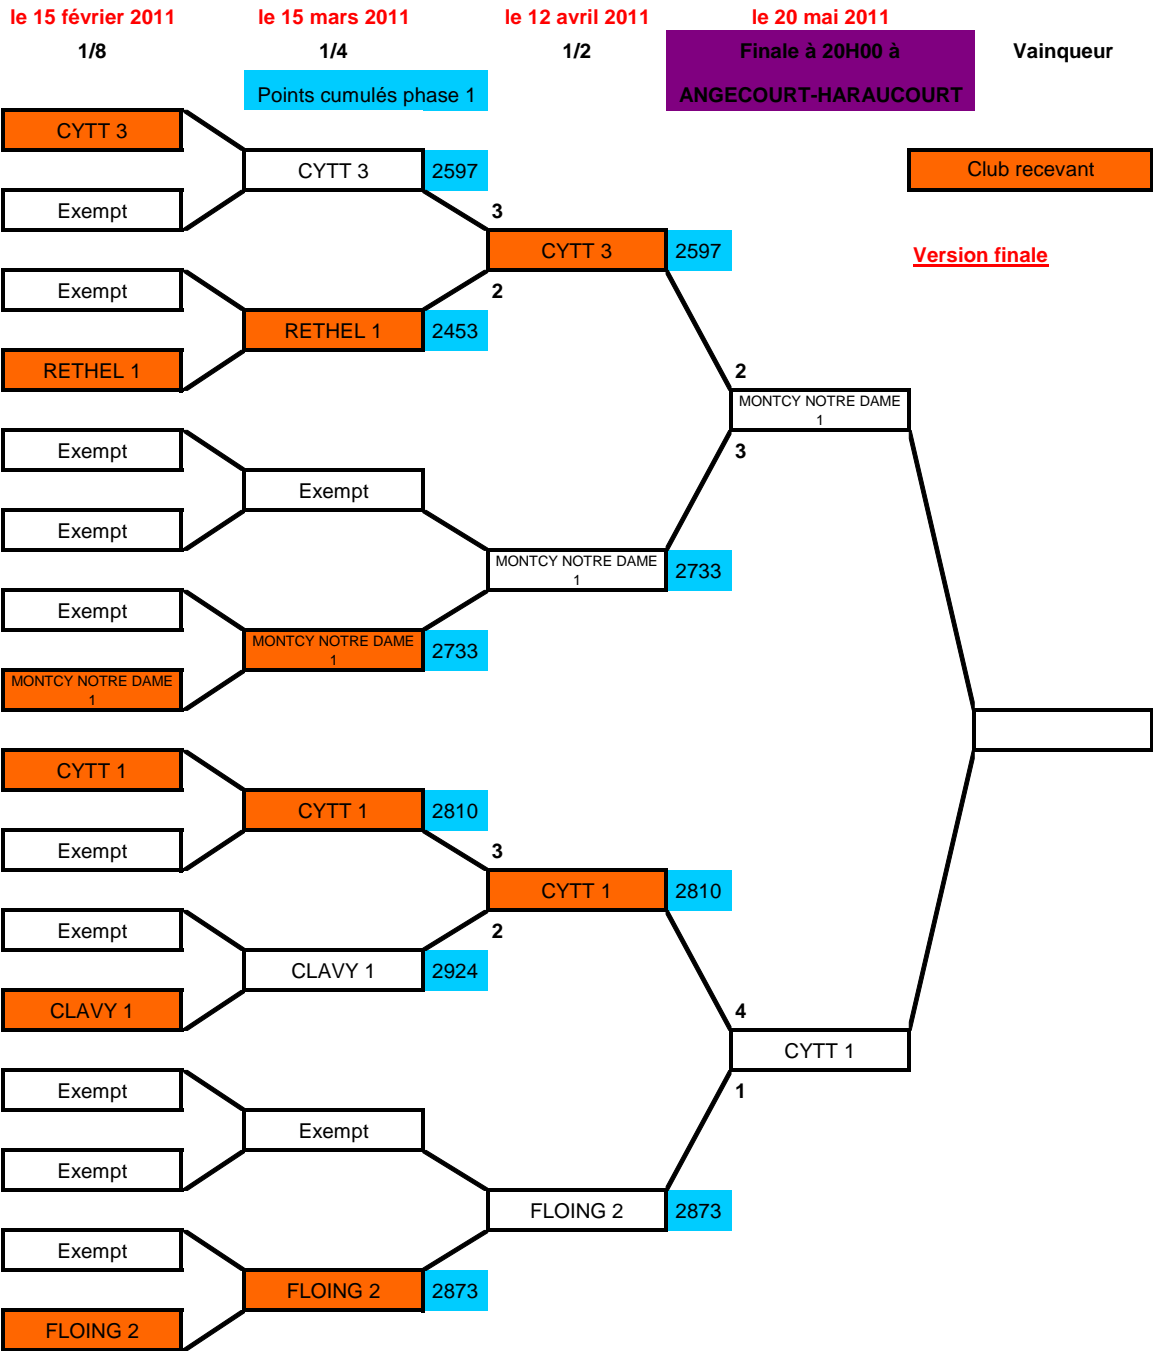 le 15 février 2011 le 15 mars 2011 le 12 avril 2011 le 20 mai 2011
1/8 1/4 1/2 Finale à 20H00 à Vainqueur
Points cumulés phase 1 ANGECOURT-HARAUCOURT
CYTT 3
CYTT 3 2597 Club recevant
Exempt 3
CYTT 3 2597 Version finale
Exempt 2
RETHEL 1 2453
RETHEL 1 2
MONTCY NOTRE DAME
1
Exempt 3
Exempt
Exempt
MONTCY NOTRE DAME
1 2733
Exempt
MONTCY NOTRE DAME
1 2733
MONTCY NOTRE DAME
1
CYTT 1
CYTT 1 2810
Exempt 3
CYTT 1 2810
Exempt 2
CLAVY 1 2924
CLAVY 1 4
CYTT 1
Exempt 1
Exempt
Exempt
FLOING 2 2873
Exempt
FLOING 2 2873
FLOING 2